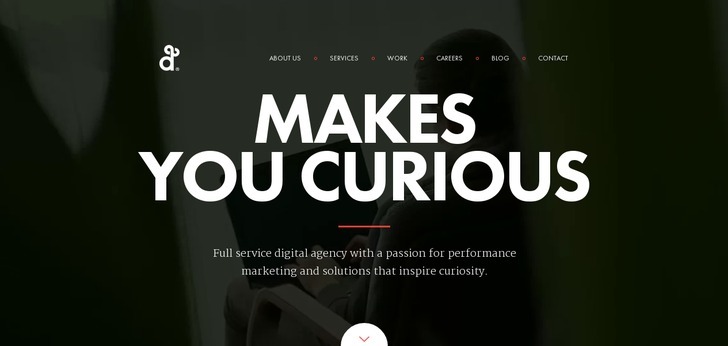 ABOUT US
SERVICES
WORK
CAREERS
BLOG
CONTACT
MAKES
YOU CURIOUS
Full service digital agency with a passion for performance
marketing and solutions that inspire curiosity.